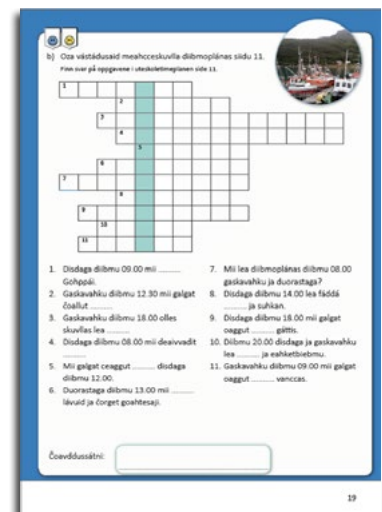 b) Oza vástádusaid meahcceskuvlla diibmoplánas siidu 11.
Finn svar på oppgavene i uteskoletimeplanen side 11.
1
2
3
4
5
6
7
8
9
10
11
1. Disdaga diibmu 09.00 mii ..........
Gohppái.
2. Gaskavahku diibmu 12.30 mii galgat
čoallut ..........
3. Gaskavahku diibmu 18.00 olles
skuvllas lea ..........
4. Disdaga diibmu 08.00 mii deaivvadit
..........
5. Mii galgat ceaggut .......... disdaga
diibmu 12.00.
6. Duorastaga diibmu 13:00 mii ..........
lávuid ja čorget goahtesaji.
7. Mii lea diibmoplánas diibmu 08.00
gaskavahku ja duorastaga?
8. Disdaga diibmu 14.00 lea fáddá
.......... ja suhkan.
9. Disdaga diibmu 18.00 mii galgat
oaggut .......... gáttis.
10. Diibmu 20.00 disdaga ja gaskavahku
lea .......... ja eahketbiebmu.
11. Gaskavahku diibmu 09:00 mii galgat
oaggut .......... vanccas.
Čoavddussátni:
19